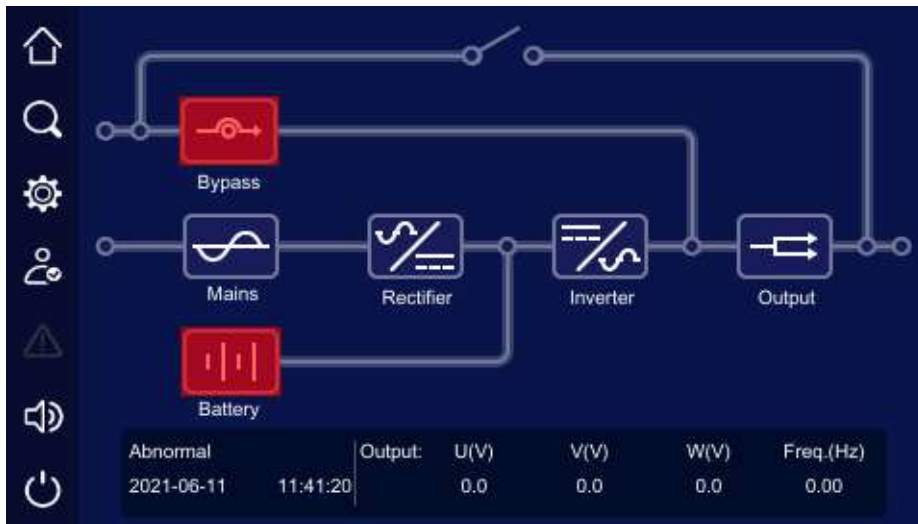 Bypass
Mains
Rectifier
Inverter
Output
Battery
Abnormal Output: U(V) V(V) W(V) Freq.(Hz)
2021-06-11 11:41:20 0.0 0.0 0.0 0.00